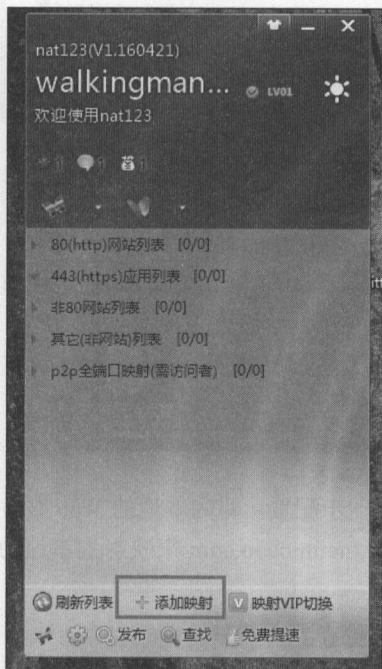 nat123(V1.160421)
walkingman... LV01
欢迎使用nat123
1 1 1
80(http)网站列表 [0/0]
443(https)应用列表 [0/0]
非80网站列表 [0/0]
其它(非网站)列表 [0/0]
p2p全端口映射(需访问者) [0/0]
刷新列表 添加映射 V 映射VIP切换
发布 查找 免费提速